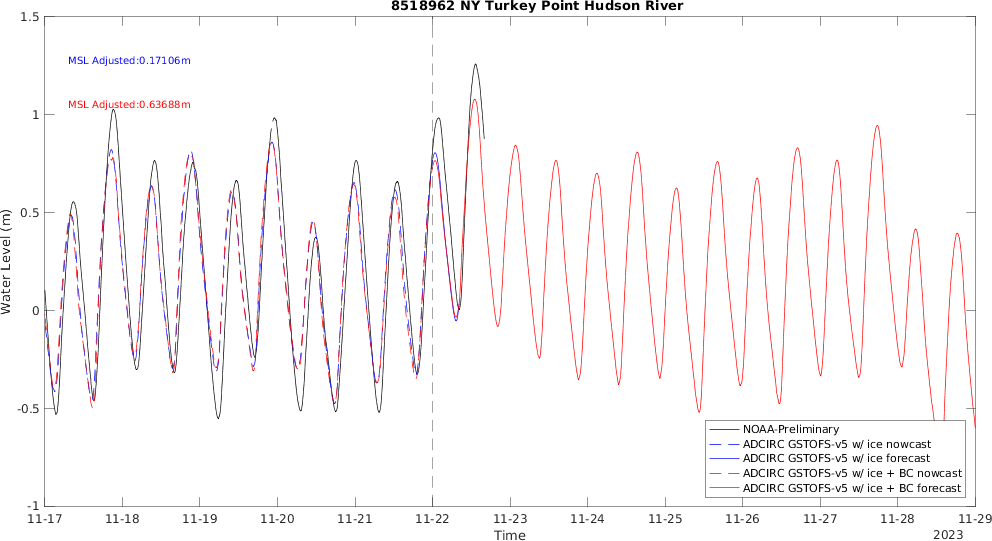 8518962 NY Turkey Point Hudson River
1.5
MSL Adjusted:0.17106m
MSL Adjusted:0.63688m
1
0.5
Water Level (m)
0
-0.5
NOAA-Preliminary
ADCIRC GSTOFS-v5 w/ ice nowcast
ADCIRC GSTOFS-v5 w/ ice forecast
ADCIRC GSTOFS-v5 w/ ice + BC nowcast
ADCIRC GSTOFS-v5 w/ ice + BC forecast
-1
11-17 11-18 11-19 11-20 11-21 11-22 11-23 11-24 11-25 11-26 11-27 11-28 11-29
Time
2023